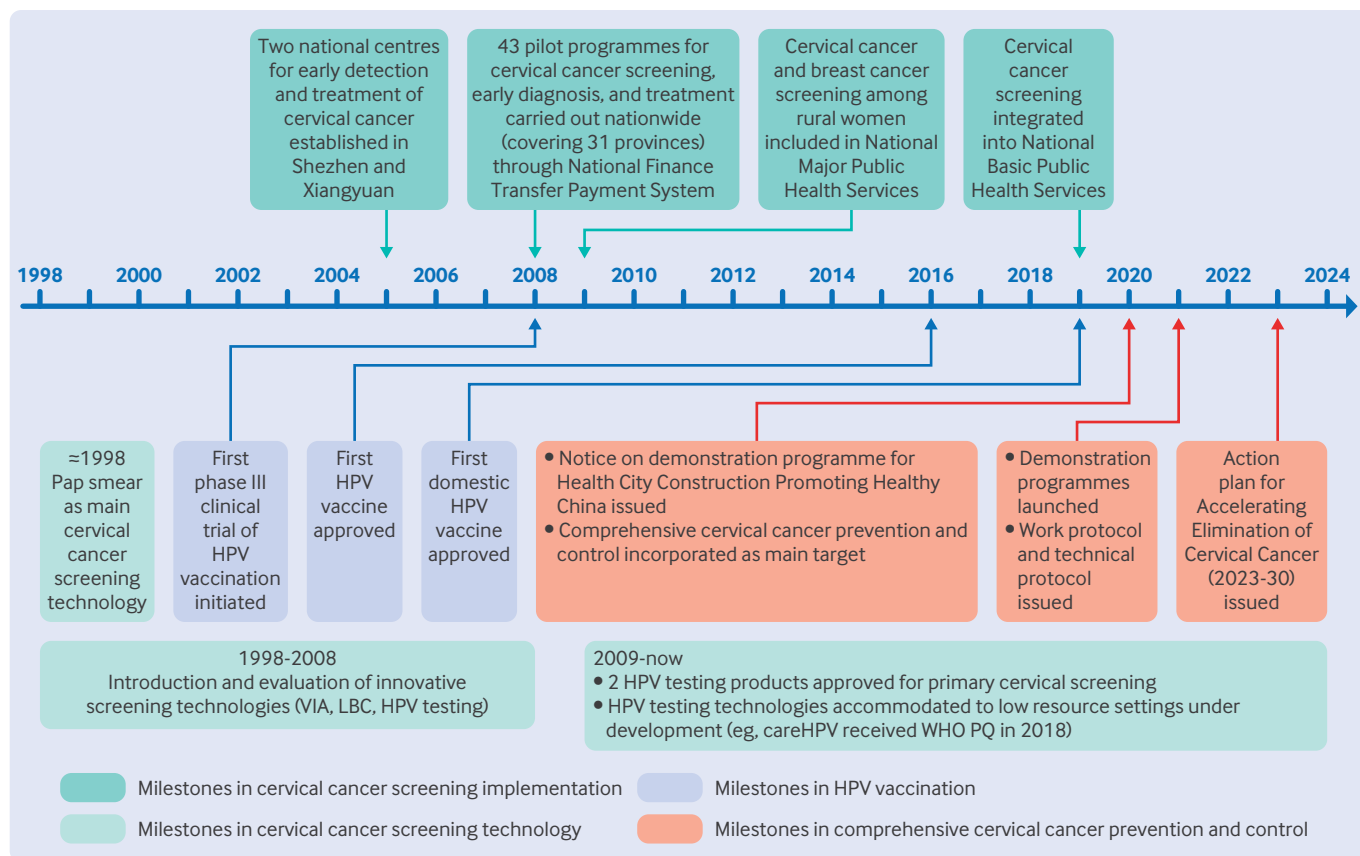 Two national centres
for early detection
and treatment of
cervical cancer
established in
Shezhen and
Xiangyuan
43 pilot programmes for
cervical cancer screening,
early diagnosis, and treatment
carried out nationwide
(covering 31 provinces)
through National Finance
Transfer Payment System
Cervical cancer
and breast cancer
screening among
rural women
included in National
Major Public
Health Services
Cervical
cancer
screening
integrated
into National
Basic Public
Health Services
1998 2000 2002 2004 2006 2008 2010 2012 2014 2016 2018 2020 2022 2024
≈1998
Pap smear
as main
cervical
cancer
screening
technology
First
phase III
clinical
trial of
HPV
vaccination
initiated
First
HPV
vaccine
approved
First
domestic
HPV
vaccine
approved
• Notice on demonstration programme for
Health City Construction Promoting Healthy
China issued
• Comprehensive cervical cancer prevention and
control incorporated as main target
• Demonstration
programmes
launched
• Work protocol
and technical
protocol
issued
Action
plan for
Accelerating
Elimination of
Cervical Cancer
(2023-30)
issued
1998-2008
Introduction and evaluation of innovative
screening technologies (VIA, LBC, HPV testing)
2009-now
• 2 HPV testing products approved for primary cervical screening
• HPV testing technologies accommodated to low resource settings under
development (eg, careHPV received WHO PQ in 2018)
Milestones in cervical cancer screening implementation
Milestones in HPV vaccination
Milestones in cervical cancer screening technology
Milestones in comprehensive cervical cancer prevention and control